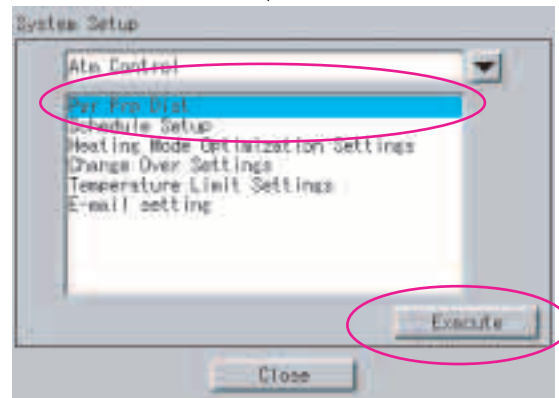 System Setup
Atm Control
Pwr Prp Dist
Schedule Setup
Heating Mode Optimization Settings
Change Over Settings
Temperature Limit Settings
E-mail setting
Execute
Close